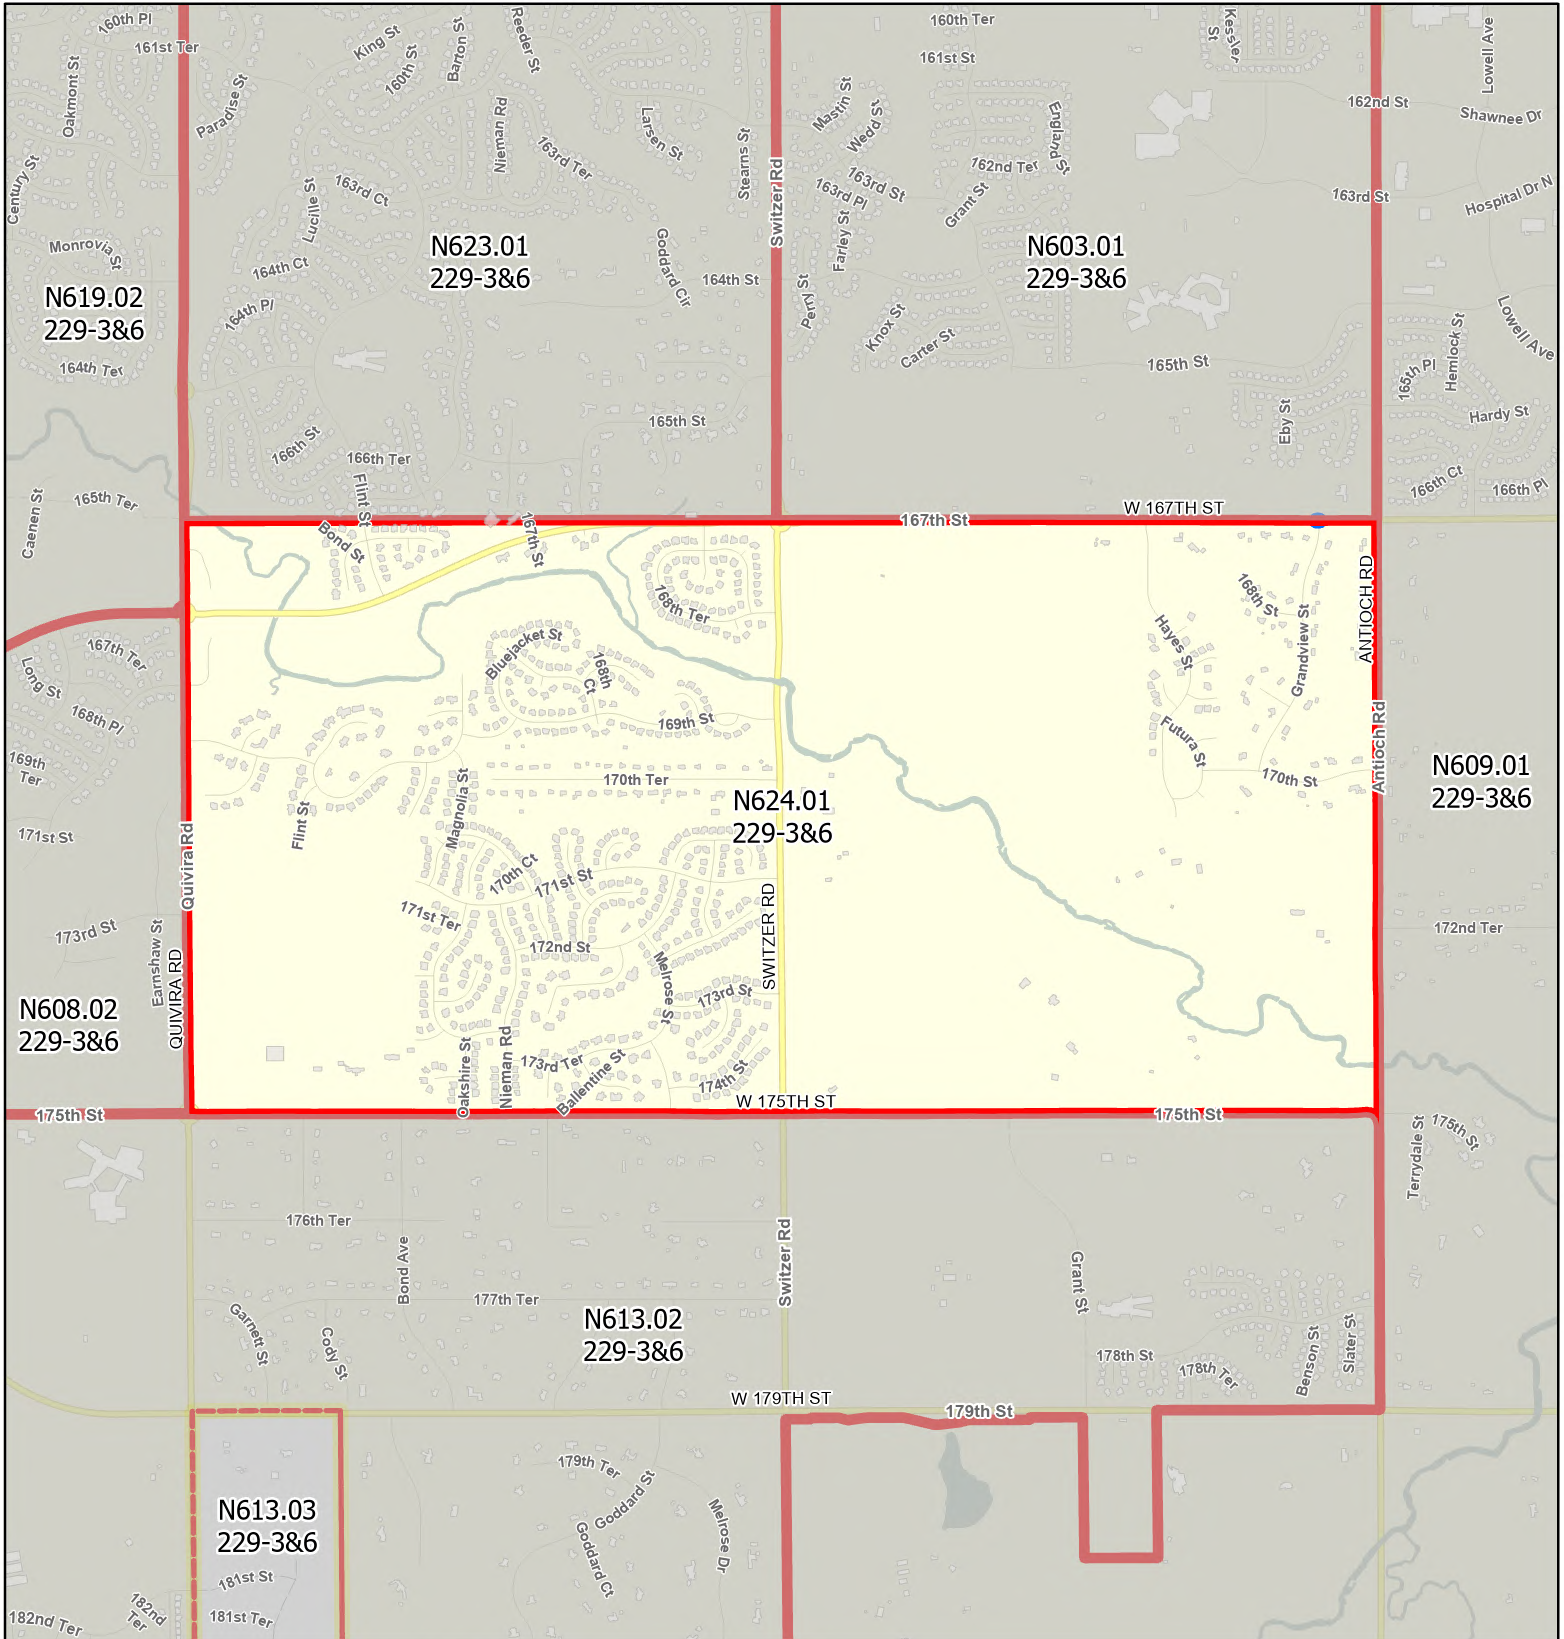 160th Pl
161st Ter
King St
160th St
Barton St
Reeder St
160th Ter
161st St
Kessler
St
Lowell Ave
Oakmont St
Paradise St
Nieman Rd
163rd Ter
Larsen St
Stearns St
Switzer Rd
Mastin St
Wedd St
England St
162nd St
Shawnee Dr
162nd Ter
Century St
163rd Ct
Lucille St
163rd St
163rd Pl
Grant St
163rd St
Hospital Dr N
Monrovia St
N623.01
229-3&6
Goddard Cir
Farley St
N603.01
229-3&6
164th Ct
164th St
N619.02
229-3&6
164th Pl
Perry St
Knox St
Carter St
Lowell Ave
Hemlock St
164th Ter
165th St
165th Pl
Hardy St
166th St
165th St
Eby St
166th Ter
166th Ct
166th Pl
Caenen St
165th Ter
Flint St
Bond St
167th St
167th St
W 167TH ST
ANTIOCH RD
168th Ter
168th St
Grandview St
Hayes St
167th Ter
Long St
168th Pl
Bluejacket St
168th
Ct
169th St
Futura St
Antioch Rd
169th
Ter
170th Ter
170th St
N609.01
229-3&6
N624.01
229-3&6
171st St
Quivira Rd
Flint St
Magnolia St
170th Ct
171st St
171st Ter
SWITZER RD
173rd St
Earnshaw St
QUIVIRA RD
172nd St
172nd Ter
Melrose St
173rd St
N608.02
229-3&6
Oakshire St
Nieman Rd
173rd Ter
Ballentine St
174th St
W 175TH ST
175th St
175th St
175th St
Terrydale St
176th Ter
Bond Ave
Switzer Rd
Grant St
177th Ter
N613.02
229-3&6
Garnett St
Cody St
178th St
178th Ter
Benson St
Slater St
W 179TH ST
179th St
179th Ter
Goddard St
Goddard Ct
Melrose Dr
N613.03
229-3&6
181st St
181st Ter
182nd
Ter
182nd Ter